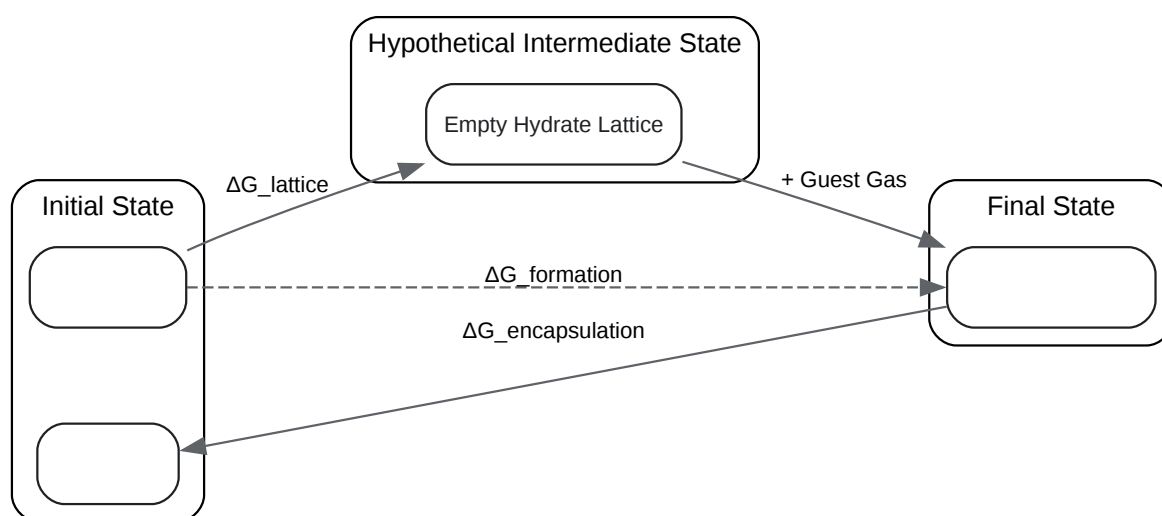 Hypothetical Intermediate State
Empty Hydrate Lattice
ΔG_lattice
+ Guest Gas
Initial State
Final State
ΔG_formation
ΔG_encapsulation